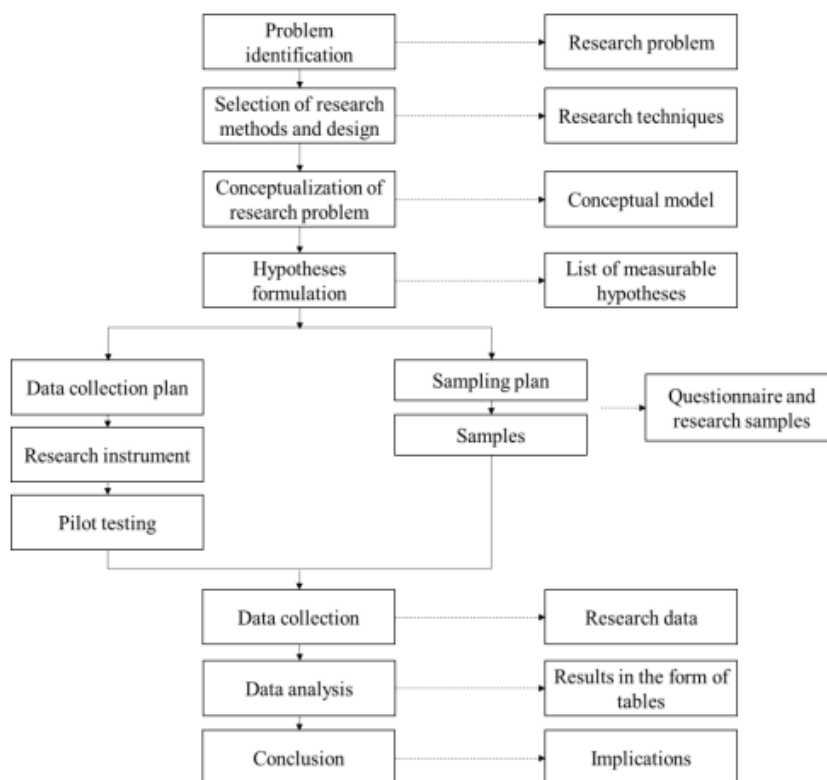 Problem
identification
Research problem
Selection of research
methods and design
Research techniques
Conceptualization of
research problem
Conceptual model
Hypotheses
formulation
List of measurable
hypotheses
Data collection plan
Research instrument
Pilot testing
Sampling plan
Samples
Questionnaire and
research samples
Data collection
Research data
Data analysis
Results in the form of
tables
Conclusion
Implications